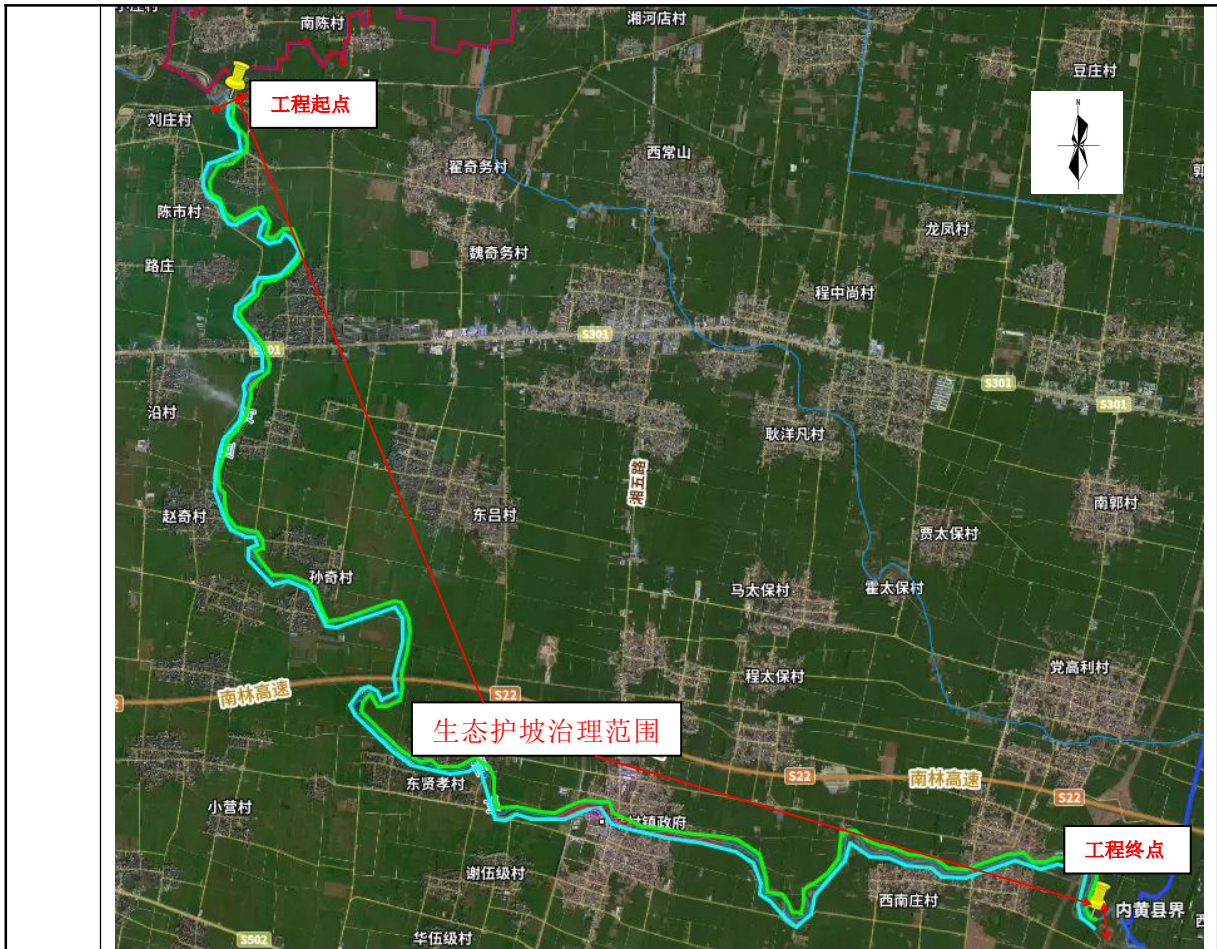 南陈村
湘河店村
豆庄村
工程起点
N
刘庄村
翟奇务村
西常山
陈市村
龙凤村
路庄
魏奇务村
程中尚村
S301
S301
S301
沿村
耿洋凡村
湘五路
南郭村
赵奇村
东吕村
贾太保村
孙奇村
马太保村
霍太保村
程太保村
党高利村
南林高速
S22
生态护坡治理范围
S22
南林高速
S22
东贤孝村
小营村
村镇政府
工程终点
谢伍级村
西南庄村
内黄县界
S502
华伍级村